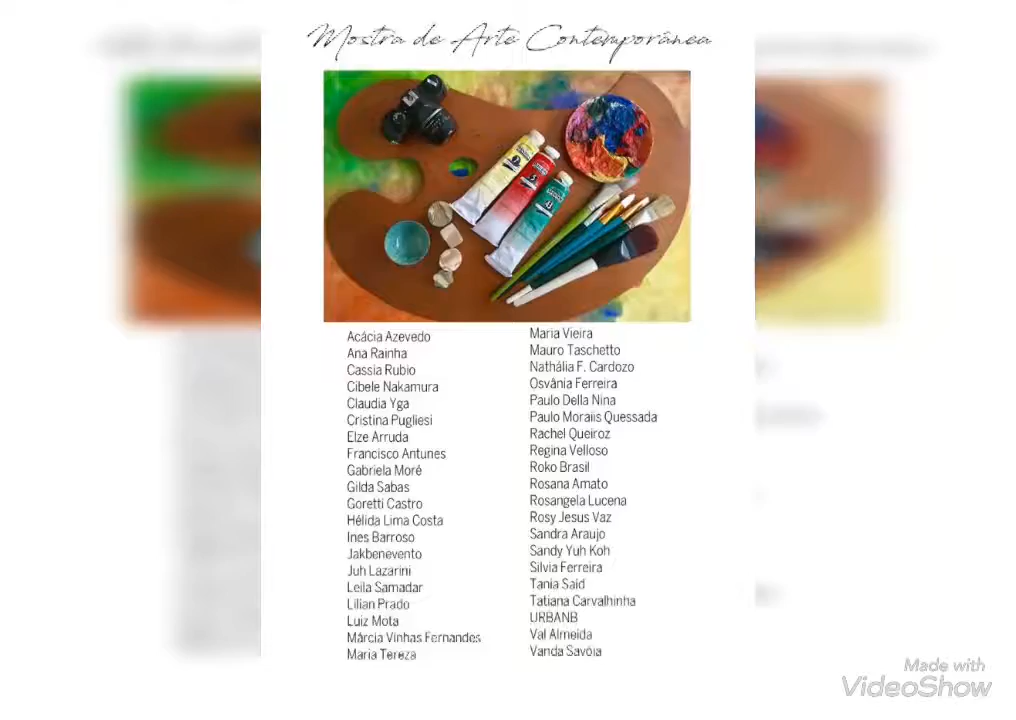 Mostra de Arte Contemporânea
Acácia Azevedo
Ana Rainha
Cassia Rubio
Cibele Nakamura
Claudia Yga
Cristina Pugliesi
Elze Arruda
Francisco Antunes
Gabriela Moré
Gilda Sabas
Goretti Castro
Hélida Lima Costa
Ines Barroso
Jakbenevento
Juh Lazarini
Leila Samadar
Lilian Prado
Luiz Mota
Márcia Vinhas Fernandes
Maria Tereza
Maria Vieira
Mauro Taschetto
Nathália F. Cardozo
Osvânia Ferreira
Paulo Della Nina
Paulo Moraiis Quessada
Rachel Queiroz
Regina Velloso
Roko Brasil
Rosana Amato
Rosangela Lucena
Rosy Jesus Vaz
Sandra Araujo
Sandy Yuh Koh
Silvia Ferreira
Tania Said
Tatiana Carvalhinha
URBANB
Val Almeida
Vanda Savóia
Made with
VideoShow